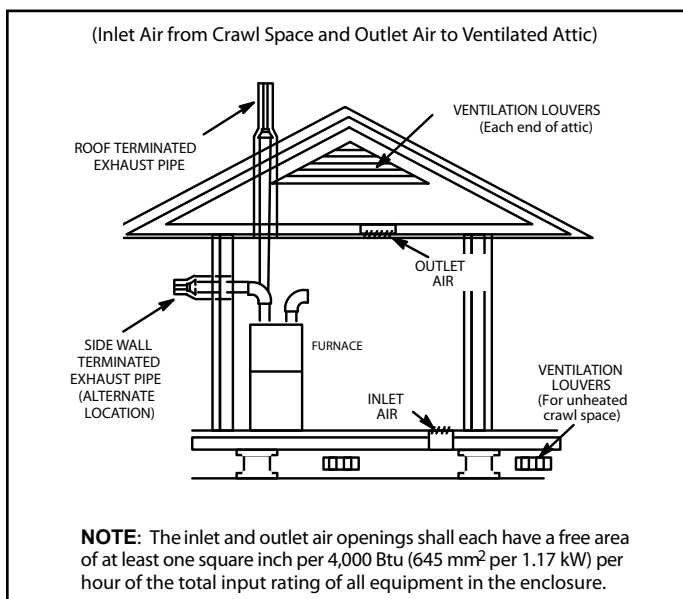 (Inlet Air from Crawl Space and Outlet Air to Ventilated Attic)
ROOF TERMINATED
EXHAUST PIPE
VENTILATION LOUVERS
(Each end of attic)
OUTLET
AIR
SIDE WALL
TERMINATED
EXHAUST PIPE
(ALTERNATE
LOCATION)
FURNACE
INLET
AIR
VENTILATION
LOUVERS
(For unheated
crawl space)
NOTE: The inlet and outlet air openings shall each have a free area
of at least one square inch per 4,000 Btu (645 mm² per 1.17 kW) per
hour of the total input rating of all equipment in the enclosure.